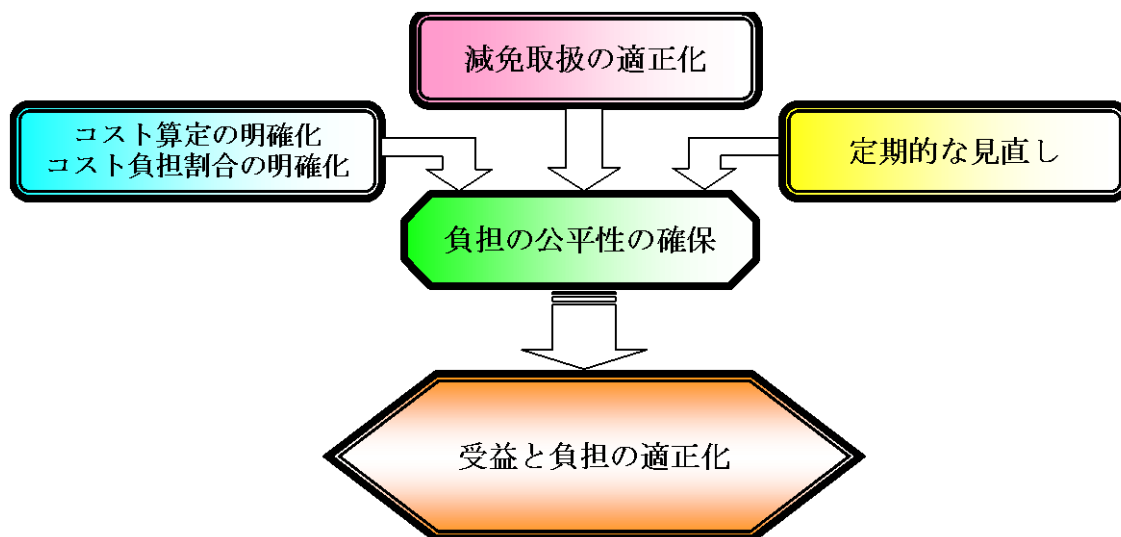 減免取扱の適正化
コスト算定の明確化
コスト負担割合の明確化
定期的な見直し
負担の公平性の確保
受益と負担の適正化